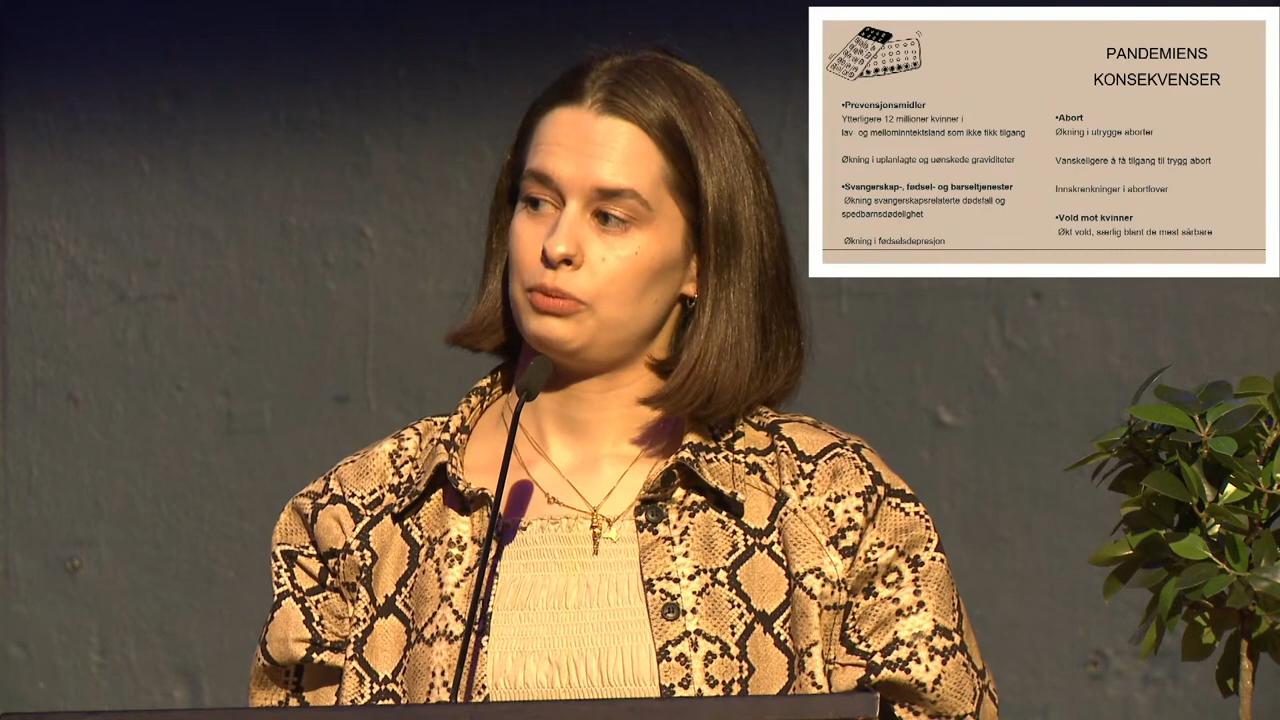 PANDEMIENS
KONSEKVENSER
•Prevensjonsmidler
Ytterligere 12 millioner kvinner i
lav- og mellominntektsland som ikke fikk tilgang
Økning i uplanlagte og uønskede graviditeter
•Svangerskap-, fødsel- og barseltjenester
Økning svangerskapsrelaterte dødsfall og
spedbarnsdødelighet
Økning i fødselsdepresjon
•Abort
Økning i utrygge aborter
Vanskeligere å få tilgang til trygg abort
Innskrenkninger i abortlover
•Vold mot kvinner
Økt vold, særlig blant de mest sårbare